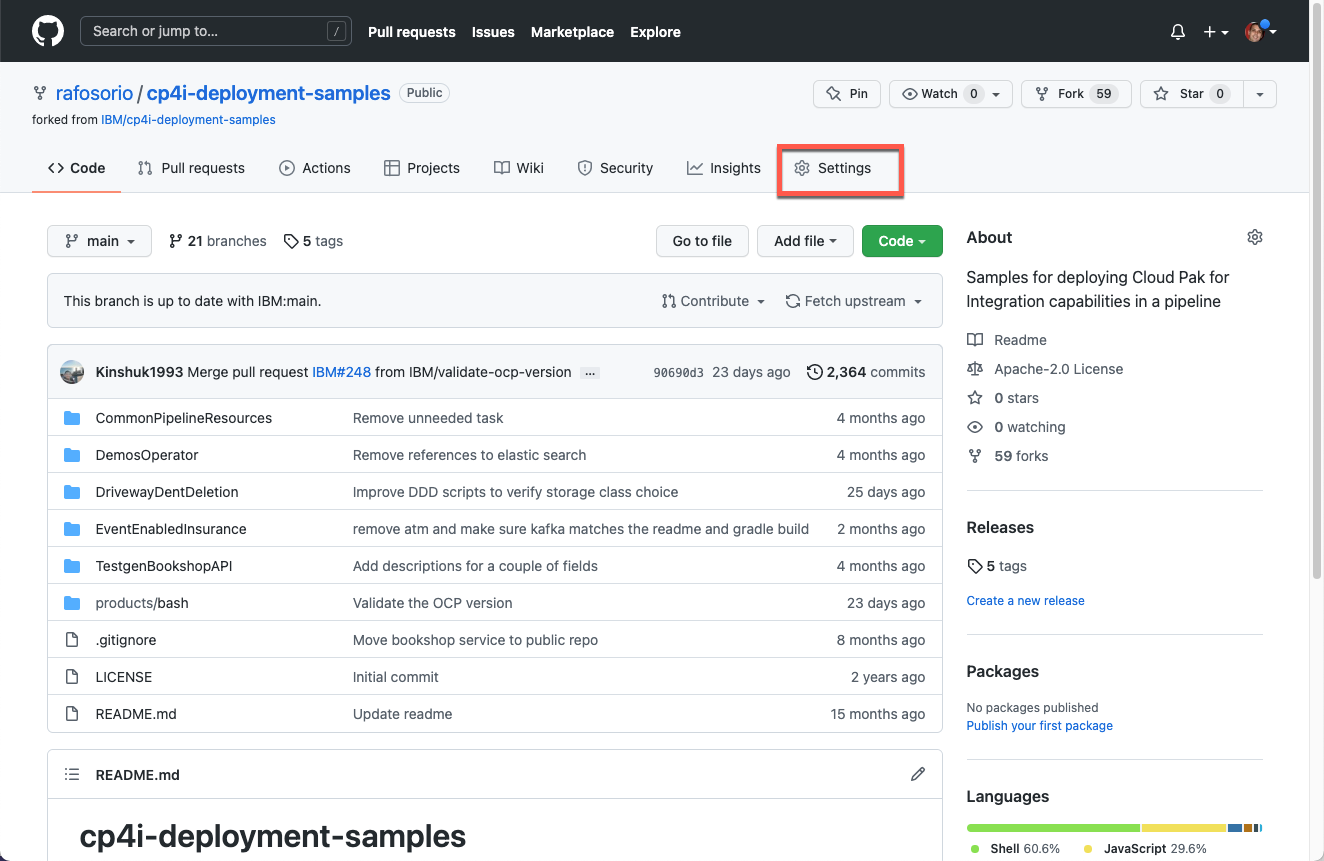 Search or jump to… /
Pull requests Issues Marketplace Explore
rafosorio / cp4i-deployment-samples Public
forked from IBM/cp4i-deployment-samples
Pin Watch 0 Fork 59 Star 0
Code Pull requests Actions Projects Wiki Security Insights Settings
main 21 branches 5 tags Go to file Add file Code
This branch is up to date with IBM:main. Contribute Fetch upstream
Kinshuk1993 Merge pull request IBM#248 from IBM/validate-ocp-version … 90690d3 23 days ago 2,364 commits
CommonPipelineResources Remove unneeded task 4 months ago
DemosOperator Remove references to elastic search 4 months ago
DrivewayDentDeletion Improve DDD scripts to verify storage class choice 25 days ago
EventEnabledInsurance remove atm and make sure kafka matches the readme and gradle build 2 months ago
TestgenBookshopAPI Add descriptions for a couple of fields 4 months ago
products/bash Validate the OCP version 23 days ago
.gitignore Move bookshop service to public repo 8 months ago
LICENSE Initial commit 2 years ago
README.md Update readme 15 months ago
README.md
cp4i-deployment-samples
About
Samples for deploying Cloud Pak for
Integration capabilities in a pipeline
Readme
Apache-2.0 License
0 stars
0 watching
59 forks
Releases
5 tags
Create a new release
Packages
No packages published
Publish your first package
Languages
Shell 60.6% JavaScript 29.6%